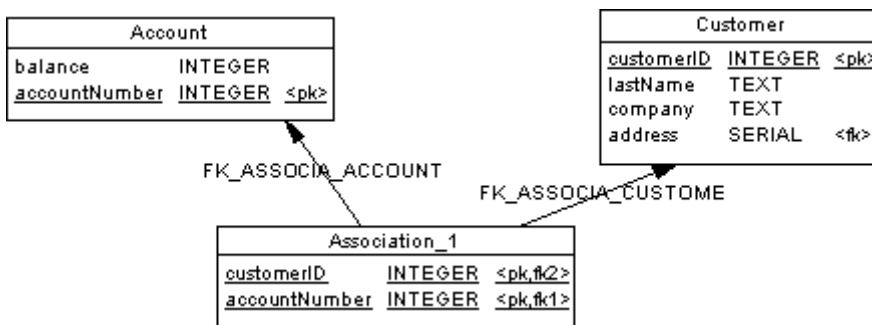 Account
balance INTEGER
accountNumber INTEGER <pk>
Customer
customerID INTEGER <pk>
lastName TEXT
company TEXT
address SERIAL <fk>
FK_ASSOCIA_ACCOUNT
FK_ASSOCIA_CUSTOME
Association_1
customerID INTEGER <pk,fk2>
accountNumber INTEGER <pk,fk1>